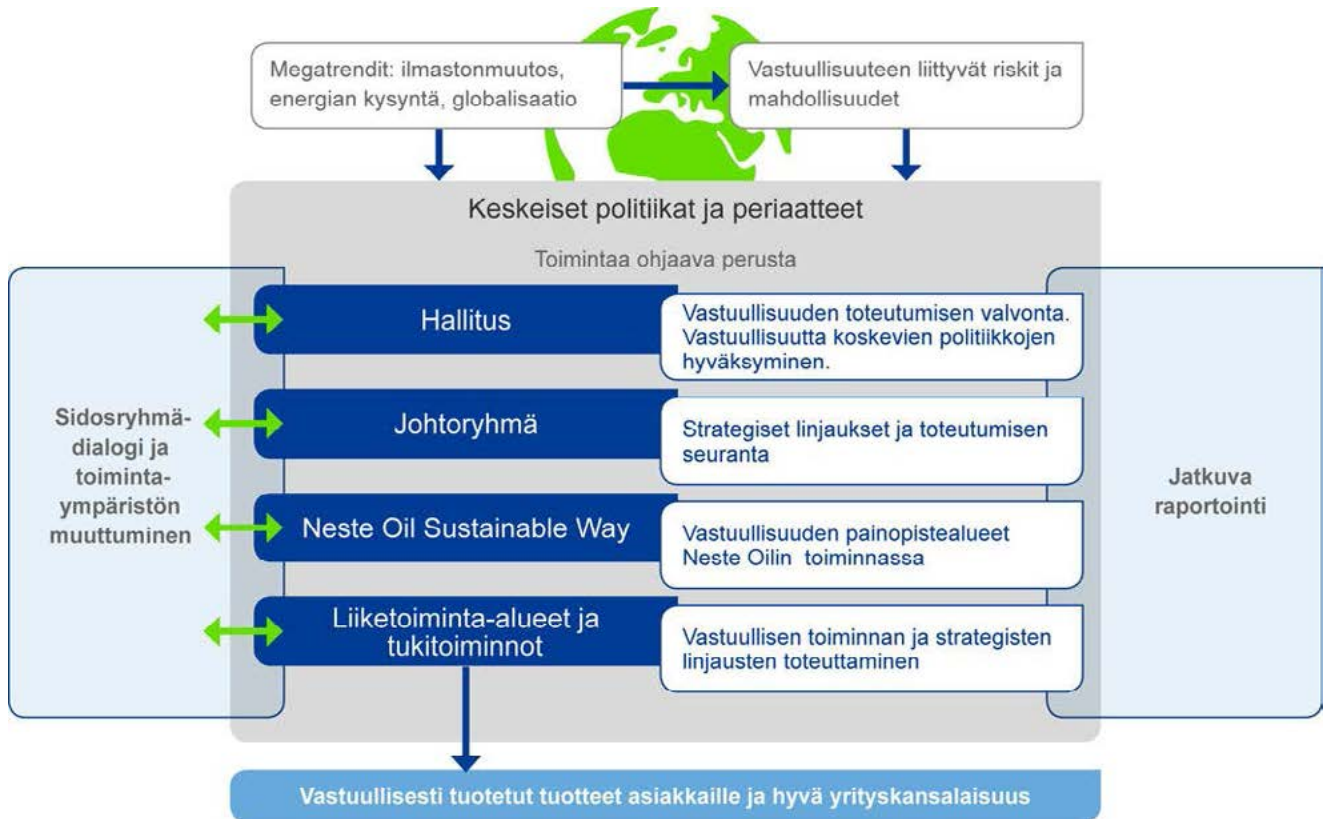 Megatrendit: ilmastonmuutos,
energian kysyntä, globalisaatio
Vastuullisuuteen liittyvät riskit ja
mahdollisuudet
Keskeiset politiikat ja periaatteet
Toimintaa ohjaava perusta
Sidosryhmä-
dialogi ja
toiminta-
ympäristön
muuttuminen
Hallitus
Vastuullisuuden toteutumisen valvonta.
Vastuullisuutta koskevien politiikkojen
hyväksyminen.
Johtoryhmä
Strategiset linjaukset ja toteutumisen
seuranta
Neste Oil Sustainable Way
Vastuullisuuden painopistealueet
Neste Oilin toiminnassa
Liiketoiminta-alueet ja
tukitoiminnot
Vastuullisen toiminnan ja strategisten
linjausten toteuttaminen
Jatkuva
raportointi
Vastuullisesti tuotetut tuotteet asiakkaille ja hyvä yrityskansalaisuus